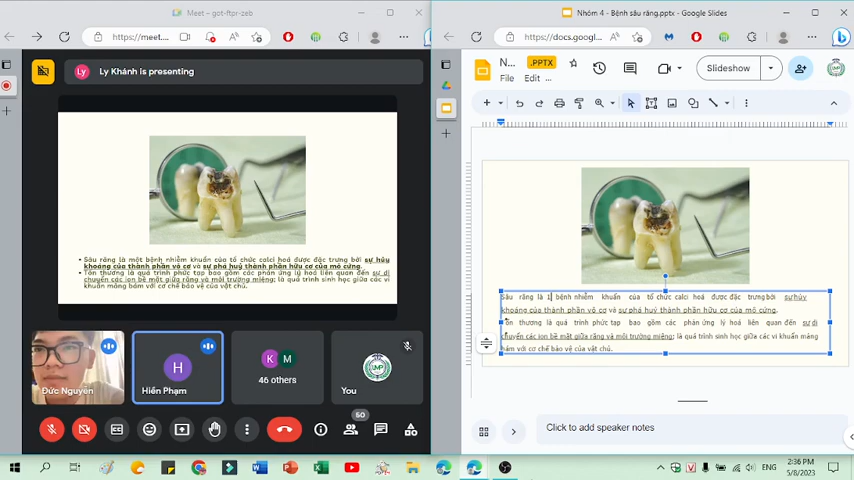 Meet – got-ftpr-zeb
Nhóm 4 - Bệnh sâu răng.pptx - Google Slides
https://meet....
https://docs.googl...
Ly
Ly Khánh is presenting
N...
.PPTX
File
Edit ...
Slideshow
• Sâu răng là một bệnh nhiễm khuẩn của tổ chức calci hoá được đặc trưng bởi sự hủy
khoáng của thành phần vô cơ và sự phá huỷ thành phần hữu cơ của mô cứng.
• Tổn thương là quá trình phức tạp bao gồm các phản ứng lý hoá liên quan đến sự di
chuyển các ion bề mặt giữa răng và môi trường miệng; là quá trình sinh học giữa các vi
khuẩn mảng bám với cơ chế bảo vệ của vật chủ.
Sâu răng là 1 bệnh nhiễm khuẩn của tổ chức calci hoá được đặc trưng bởi sự hủy
khoáng của thành phần vô cơ và sự phá huỷ thành phần hữu cơ của mô cứng.
Tổn thương là quá trình phức tạp bao gồm các phản ứng lý hoá liên quan đến sự di
chuyển các ion bề mặt giữa răng và môi trường miệng; là quá trình sinh học giữa các vi khuẩn mảng
bám với cơ chế bảo vệ của vật chủ.
Đức Nguyễn
H
Hiền Phạm
K
M
46 others
UMP
You
50
Click to add speaker notes
ENG
2:36 PM
5/8/2023